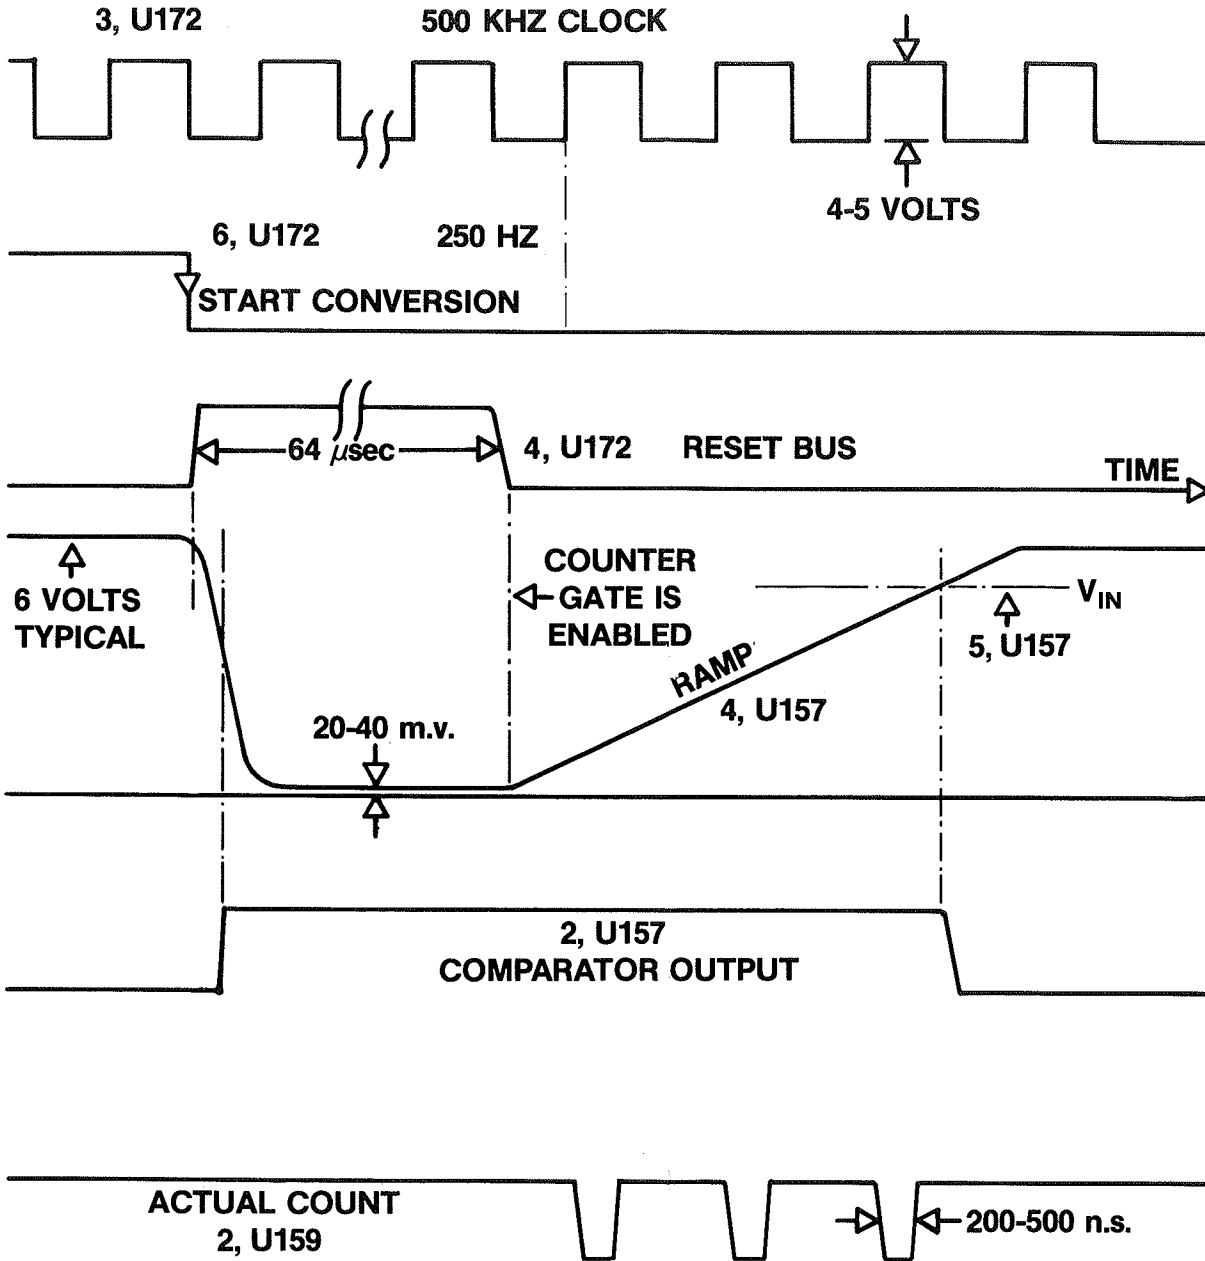 3, U172
500 KHZ CLOCK
4-5 VOLTS
6, U172
250 HZ
START CONVERSION
64 μsec
4, U172
RESET BUS
TIME
6 VOLTS
TYPICAL
COUNTER
GATE IS
ENABLED
VIN
5, U157
RAMP
4, U157
20-40 m.v.
2, U157
COMPARATOR OUTPUT
ACTUAL COUNT
2, U159
200-500 n.s.